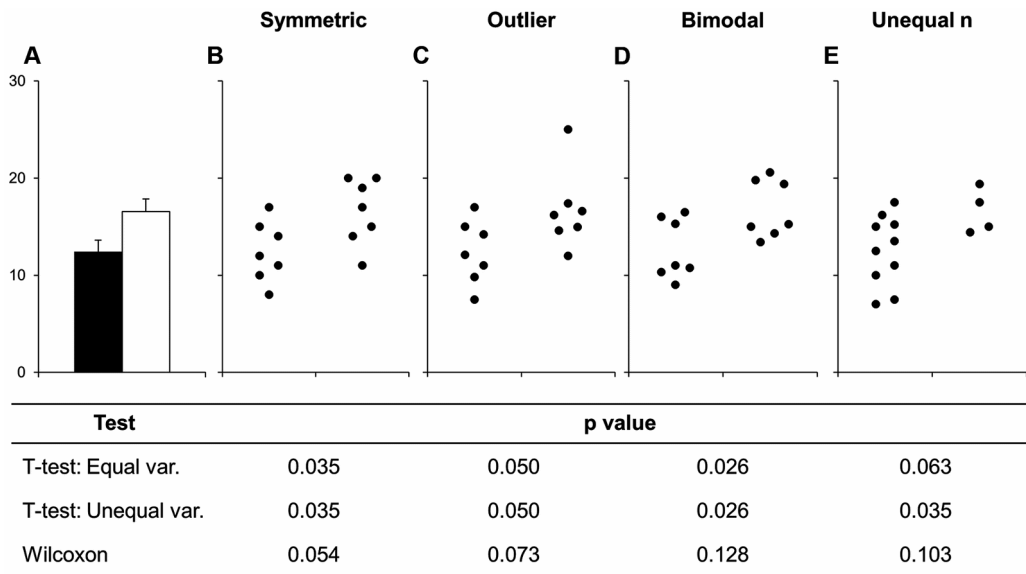 Symmetric Outlier Bimodal Unequal n
A B C D E
30
20
10
0
Test p value
T-test: Equal var. 0.035 0.050 0.026 0.063
T-test: Unequal var. 0.035 0.050 0.026 0.035
Wilcoxon 0.054 0.073 0.128 0.103